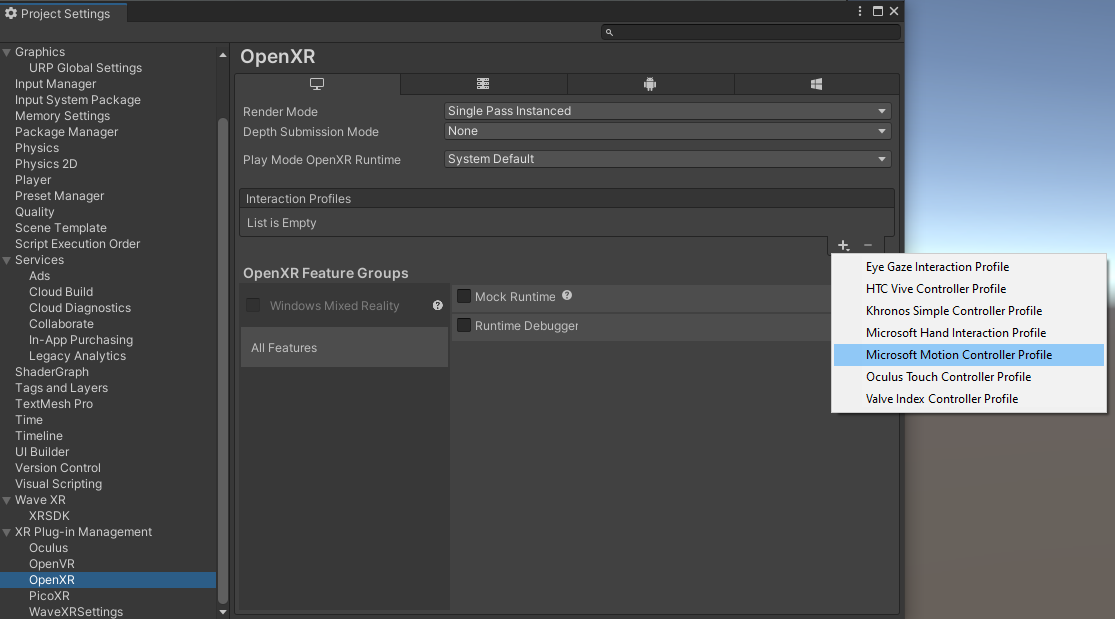 Project Settings
Graphics
URP Global Settings
Input Manager
Input System Package
Memory Settings
Package Manager
Physics
Physics 2D
Player
Preset Manager
Quality
Scene Template
Script Execution Order
Services
Ads
Cloud Build
Cloud Diagnostics
Collaborate
In-App Purchasing
Legacy Analytics
ShaderGraph
Tags and Layers
TextMesh Pro
Time
Timeline
UI Builder
Version Control
Visual Scripting
Wave XR
XRSDK
XR Plug-in Management
Oculus
OpenVR
OpenXR
PicoXR
WaveXRSettings
OpenXR
Render Mode Single Pass Instanced
Depth Submission Mode None
Play Mode OpenXR Runtime System Default
Interaction Profiles
List is Empty
OpenXR Feature Groups
Windows Mixed Reality
All Features
Mock Runtime
Runtime Debugger
Eye Gaze Interaction Profile
HTC Vive Controller Profile
Khronos Simple Controller Profile
Microsoft Hand Interaction Profile
Microsoft Motion Controller Profile
Oculus Touch Controller Profile
Valve Index Controller Profile